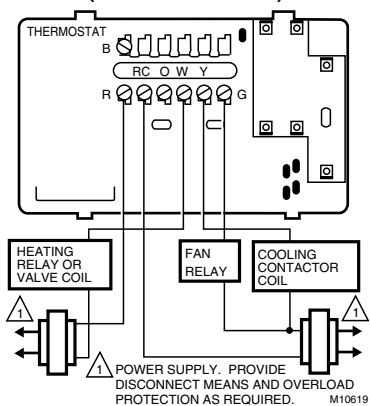 THERMOSTAT
B
RC O W Y
R
G
HEATING
RELAY OR
VALVE COIL
FAN
RELAY
COOLING
CONTACTOR
COIL
1
1
1 POWER SUPPLY. PROVIDE
DISCONNECT MEANS AND OVERLOAD
PROTECTION AS REQUIRED. M10619